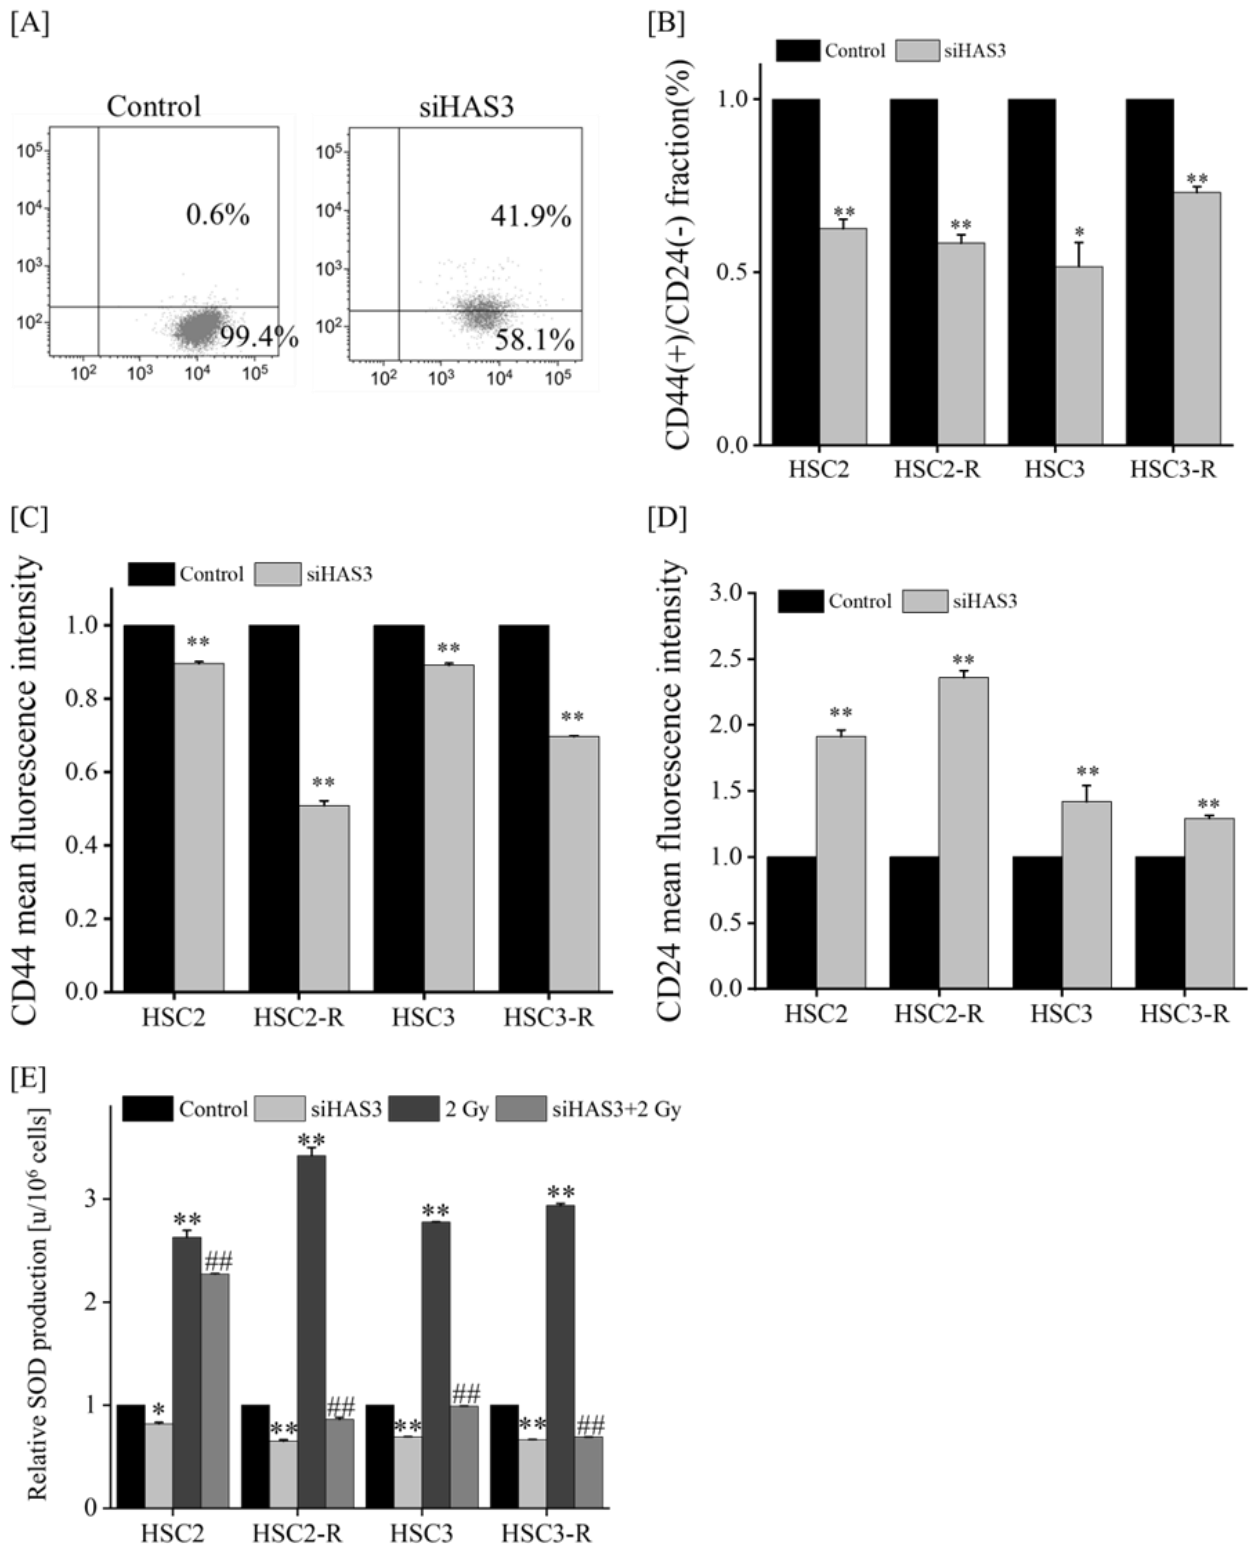 [A]
Control
siHAS3
10⁵
10⁴
10³
10²
0.6%
99.4%
10² 10³ 10⁴ 10⁵
10⁵
10⁴
10³
10²
41.9%
58.1%
10² 10³ 10⁴ 10⁵
[B]
Control siHAS3
CD44(+)/CD24(-) fraction(%)
1.0
0.5
0.0
** ** * **
HSC2 HSC2-R HSC3 HSC3-R
[C]
Control siHAS3
CD44 mean fluorescence intensity
1.0
0.8
0.6
0.4
0.2
0.0
** ** ** **
HSC2 HSC2-R HSC3 HSC3-R
[D]
Control siHAS3
CD24 mean fluorescence intensity
3.0
2.5
2.0
1.5
1.0
0.5
0.0
** ** ** **
HSC2 HSC2-R HSC3 HSC3-R
[E]
Control siHAS3 2 Gy siHAS3+2 Gy
Relative SOD production [u/10⁶ cells]
3
2
1
0
* ** ## ** ** ## ** ** ## ** ** ##
HSC2 HSC2-R HSC3 HSC3-R